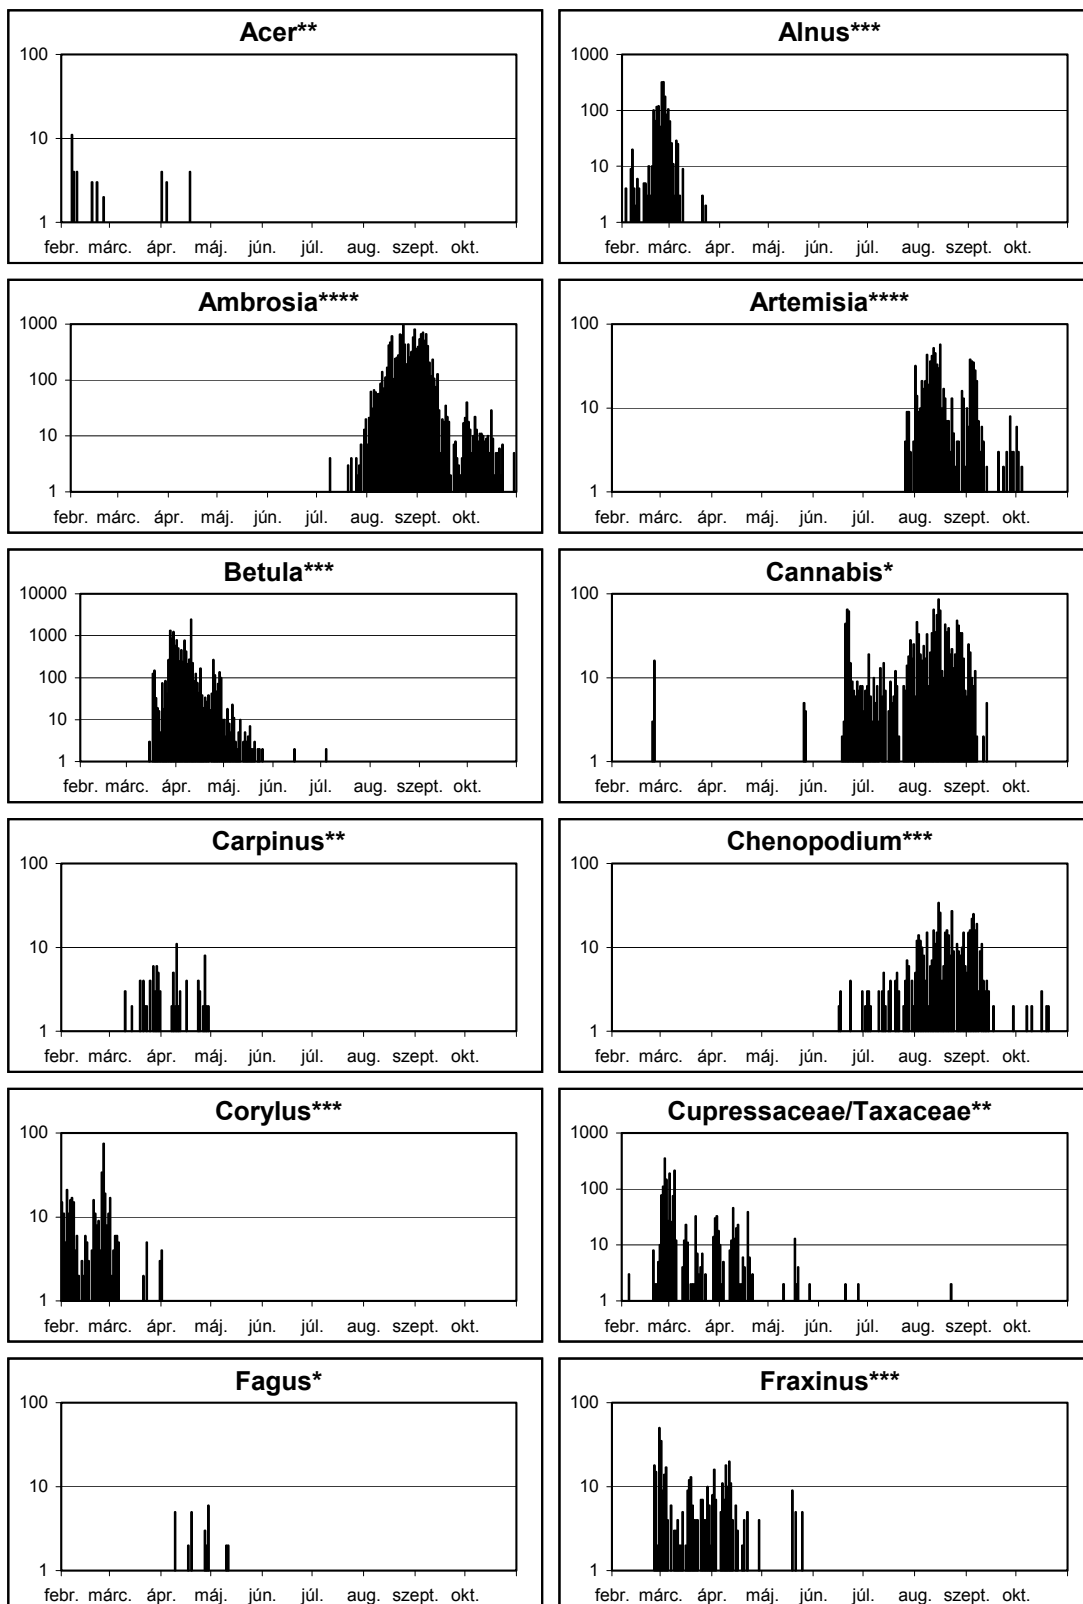 Acer**
100
10
1
febr. márc. ápr. máj. jún. júl. aug. szept. okt.
Alnus***
1000
100
10
1
febr. márc. ápr. máj. jún. júl. aug. szept. okt.
Ambrosia****
1000
100
10
1
febr. márc. ápr. máj. jún. júl. aug. szept. okt.
Artemisia****
100
10
1
febr. márc. ápr. máj. jún. júl. aug. szept. okt.
Betula***
10000
1000
100
10
1
febr. márc. ápr. máj. jún. júl. aug. szept. okt.
Cannabis*
100
10
1
febr. márc. ápr. máj. jún. júl. aug. szept. okt.
Carpinus**
100
10
1
febr. márc. ápr. máj. jún. júl. aug. szept. okt.
Chenopodium***
100
10
1
febr. márc. ápr. máj. jún. júl. aug. szept. okt.
Corylus***
100
10
1
febr. márc. ápr. máj. jún. júl. aug. szept. okt.
Cupressaceae/Taxaceae**
1000
100
10
1
febr. márc. ápr. máj. jún. júl. aug. szept. okt.
Fagus*
100
10
1
febr. márc. ápr. máj. jún. júl. aug. szept. okt.
Fraxinus***
100
10
1
febr. márc. ápr. máj. jún. júl. aug. szept. okt.